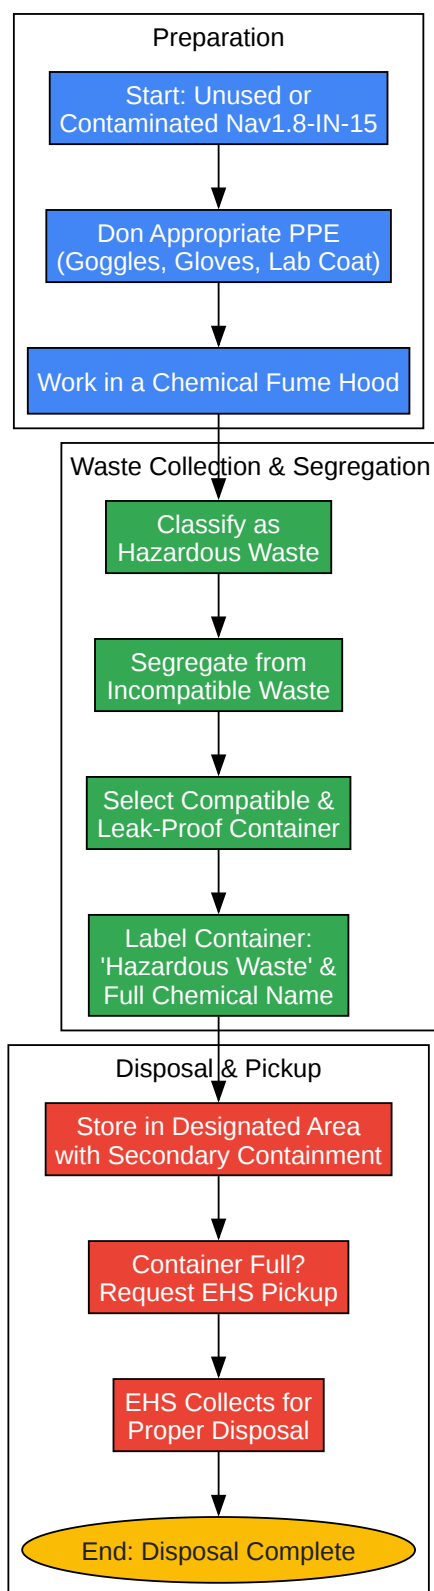 Preparation
Start: Unused or
Contaminated Nav1.8-IN-15
Don Appropriate PPE
(Goggles, Gloves, Lab Coat)
Work in a Chemical Fume Hood
Waste Collection & Segregation
Classify as
Hazardous Waste
Segregate from
Incompatible Waste
Select Compatible &
Leak-Proof Container
Label Container:
'Hazardous Waste' &
Full Chemical Name
Disposal & Pickup
Store in Designated Area
with Secondary Containment
Container Full?
Request EHS Pickup
EHS Collects for
Proper Disposal
End: Disposal Complete